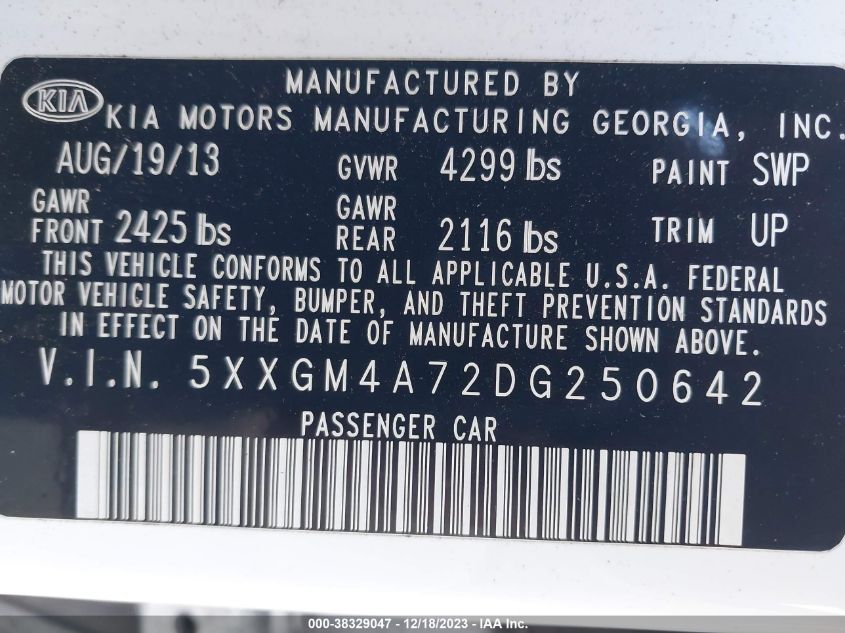 MANUFACTURED BY
KIA KIA MOTORS MANUFACTURING GEORGIA, INC.
AUG/19/13 GVWR 4299 lbs PAINT SWP
GAWR FRONT 2425 lbs GAWR REAR 2116 lbs TRIM UP
THIS VEHICLE CONFORMS TO ALL APPLICABLE U.S.A. FEDERAL
MOTOR VEHICLE SAFETY, BUMPER, AND THEFT PREVENTION STANDARDS
IN EFFECT ON THE DATE OF MANUFACTURE SHOWN ABOVE.
V.I.N. 5XXGM4A72DG250642
PASSENGER CAR
000-38329047 - 12/18/2023 - IAA Inc.